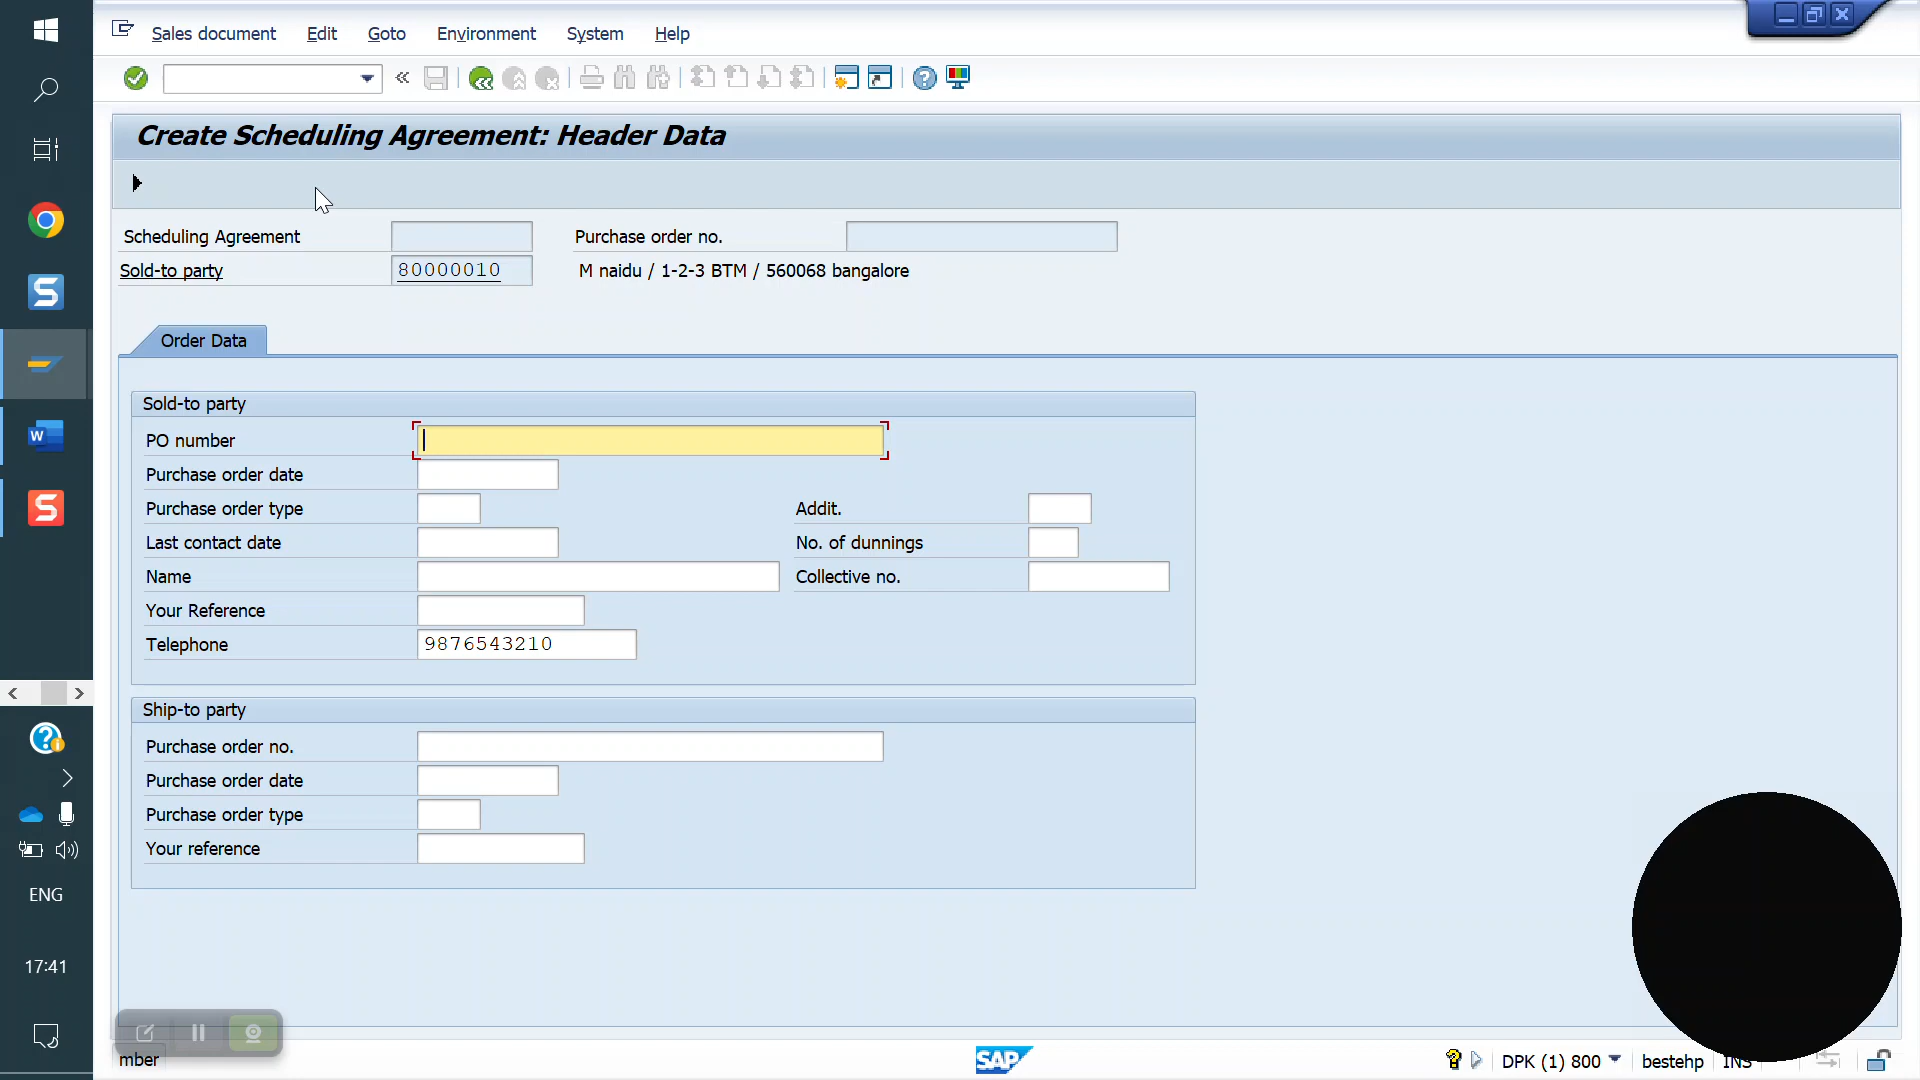 Sales document Edit Goto Environment System Help
Create Scheduling Agreement: Header Data
Scheduling Agreement Purchase order no.
Sold-to party 80000010 M naidu / 1-2-3 BTM / 560068 bangalore
Order Data
Sold-to party
PO number
Purchase order date
Purchase order type Addit.
Last contact date No. of dunnings
Name Collective no.
Your Reference
Telephone 9876543210
Ship-to party
Purchase order no.
Purchase order date
Purchase order type
Your reference
ENG
17:41
mber SAP DPK (1) 800 bestehp INS